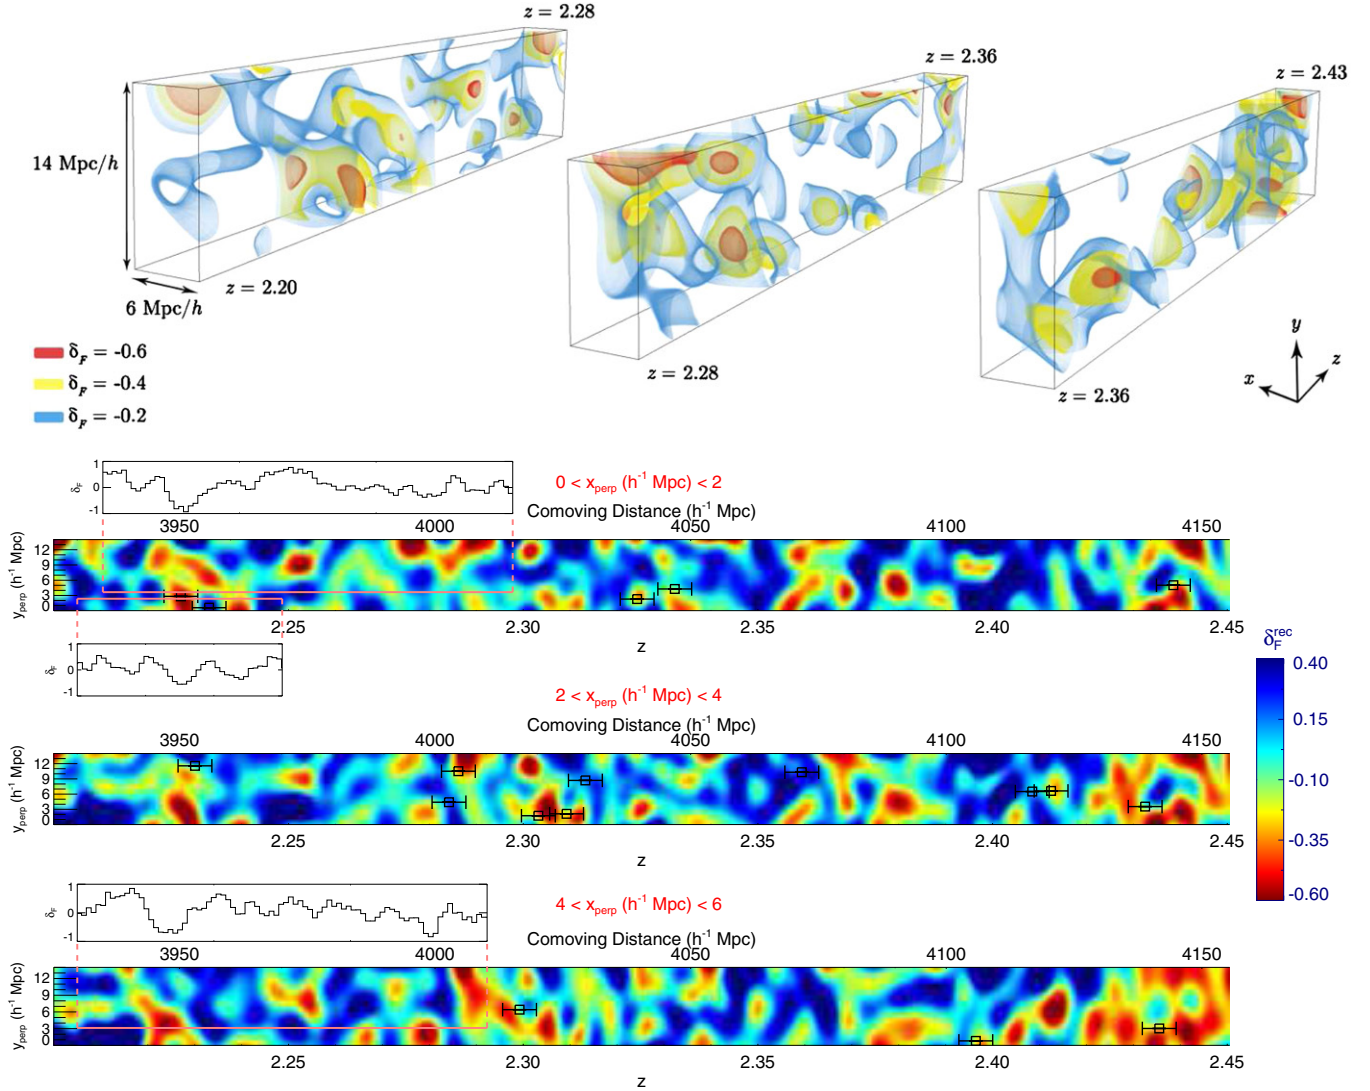 z = 2.28
z = 2.36
z = 2.43
14 Mpc/h
6 Mpc/h
z = 2.20
z = 2.28
z = 2.36
y
z
x
δF = -0.6
δF = -0.4
δF = -0.2
1
0
-1
δF
0 < xperp (h-1 Mpc) < 2
Comoving Distance (h-1 Mpc)
3950 4000 4050 4100 4150
yperp (h-1 Mpc)
12
9
6
3
0
2.25 2.30 2.35 2.40 2.45
z
1
0
-1
δF
2 < xperp (h-1 Mpc) < 4
Comoving Distance (h-1 Mpc)
3950 4000 4050 4100 4150
yperp (h-1 Mpc)
12
9
6
3
0
2.25 2.30 2.35 2.40 2.45
z
δFrec
0.40
0.15
-0.10
-0.35
-0.60
1
0
-1
δF
4 < xperp (h-1 Mpc) < 6
Comoving Distance (h-1 Mpc)
3950 4000 4050 4100 4150
yperp (h-1 Mpc)
12
9
6
3
0
2.25 2.30 2.35 2.40 2.45
z